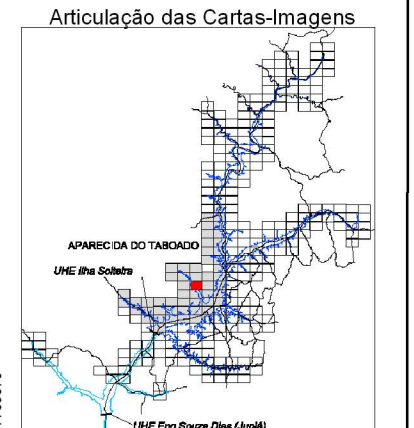 Articulação das Cartas-Imagens
APARECIDA DO TABOADO
UHE Ilha Solteira
UHE Eng Souza Dias (Jupiá)